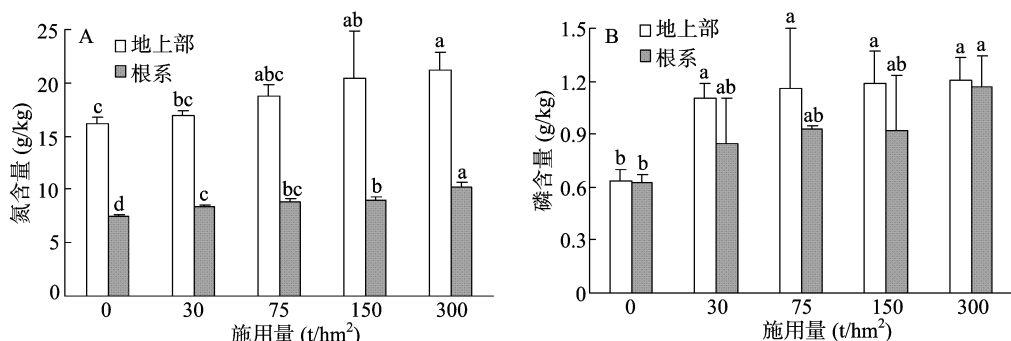 A
地上部
根系
25
20
15
10
5
0
氮含量 (g/kg)
c
d
bc
c
abc
bc
ab
b
a
a
0 30 75 150 300
施用量 (t/hm²)
B
地上部
根系
1.5
1.2
0.9
0.6
0.3
0
磷含量 (g/kg)
b
b
a
ab
a
ab
a
ab
a
a
0 30 75 150 300
施用量 (t/hm²)